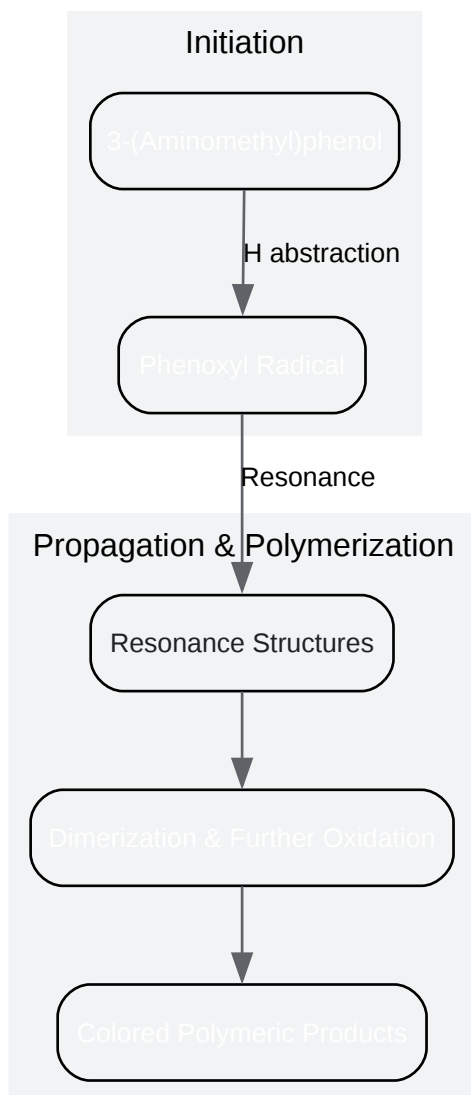 Initiation
3-(Aminomethyl)phenol
H abstraction
Phenoxyl Radical
Resonance
Propagation & Polymerization
Resonance Structures
Dimerization & Further Oxidation
Colored Polymeric Products